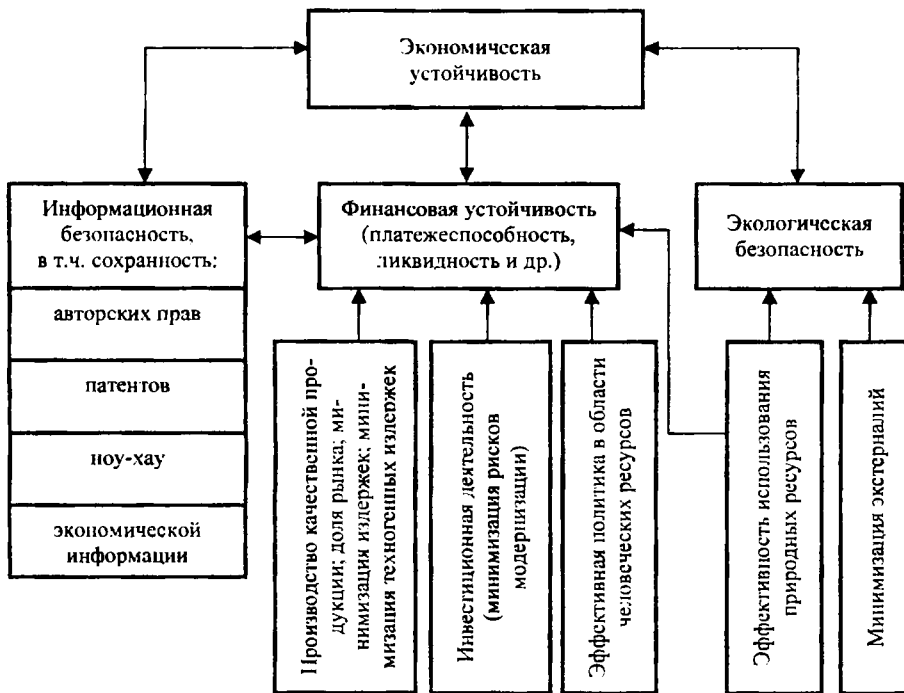 Экономическая
устойчивость
Информационная
безопасность,
в т.ч. сохранность:
авторских прав
патентов
ноу-хау
экономической
информации
Финансовая устойчивость
(платежеспособность,
ликвидность и др.)
Экологическая
безопасность
Производство качественной про-
дукции; доля рынка; ми-
нимизация издержек; мини-
мизация техногенных издержек
Инвестиционная деятельность
(минимизация рисков
модернизации)
Эффективная политика в области
человеческих ресурсов
Эффективность использования
природных ресурсов
Минимизация экстерналий